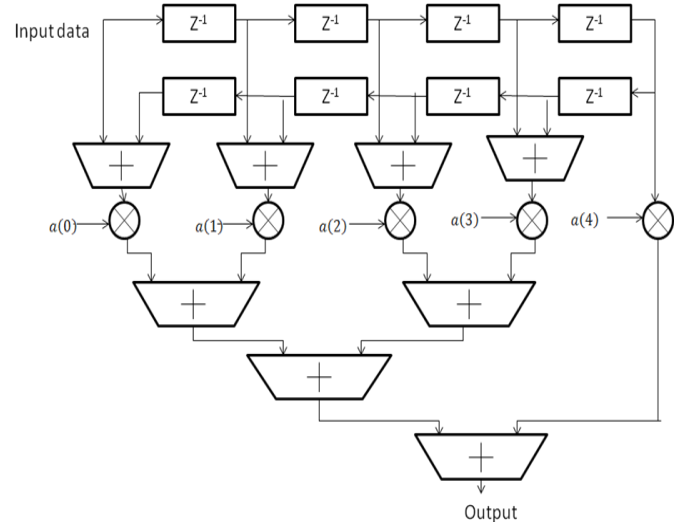 Input data
Z⁻¹ Z⁻¹ Z⁻¹ Z⁻¹
Z⁻¹ Z⁻¹ Z⁻¹ Z⁻¹
+ + + +
a(0) a(1) a(2) a(3) a(4)
+ +
+
+
Output